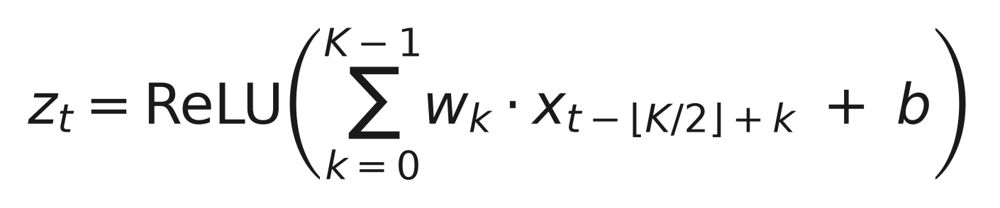 z_t = ReLU( ∑_{k=0}^{K−1} w_k · x_{t−⌊K/2⌋+k} + b )